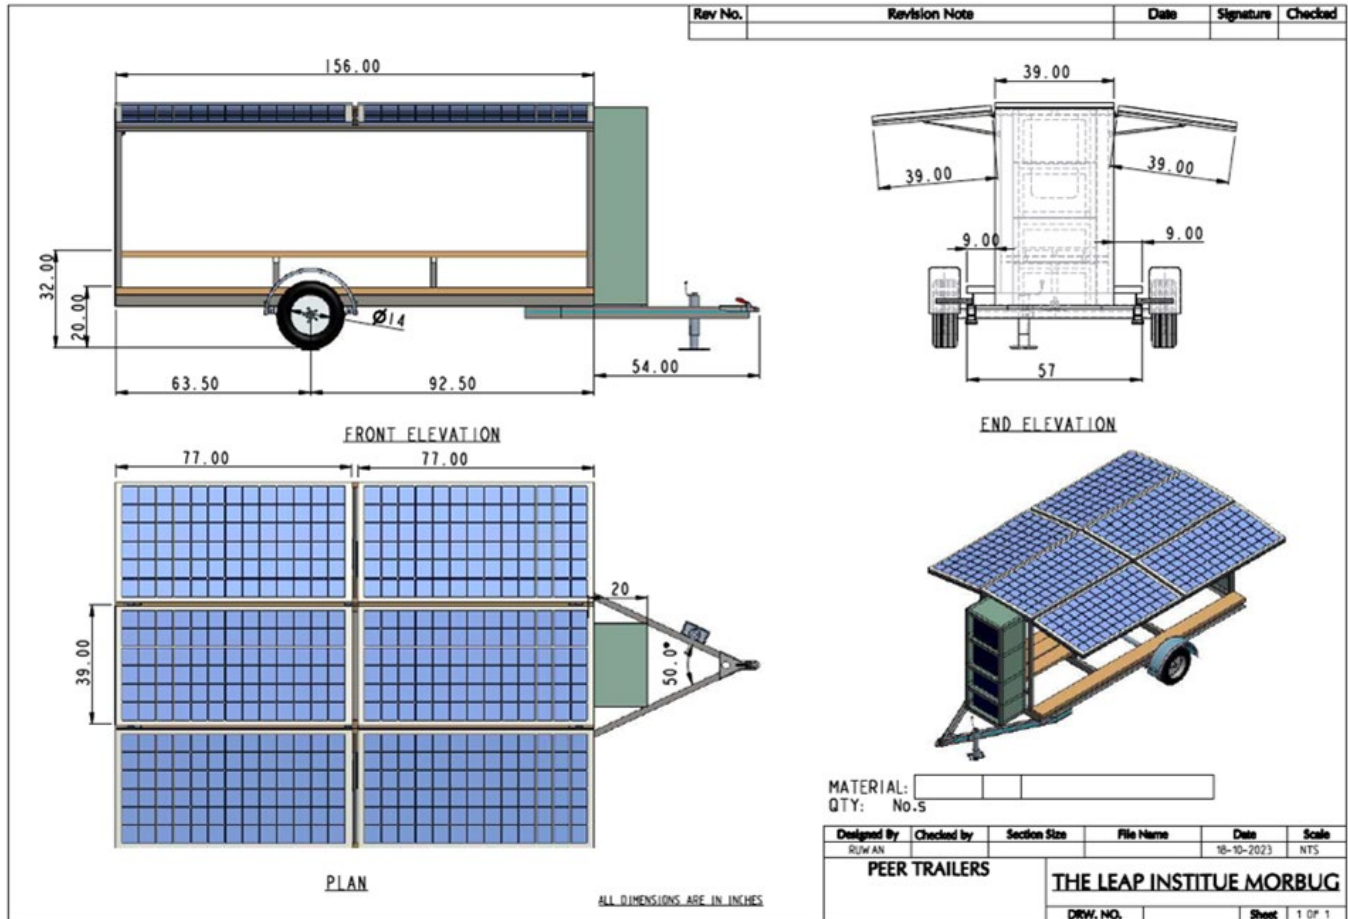 Rev No. Revision Note Date Signature Checked
156.00
32.00
20.00
Ø14
63.50
92.50
54.00
FRONT ELEVATION
39.00
39.00
39.00
9.00
9.00
57
END ELEVATION
77.00
77.00
39.00
20
50.0°
PLAN
ALL DIMENSIONS ARE IN INCHES
MATERIAL:
QTY: No.s
Designed By Checked by Section Size File Name Date Scale
RUWAN 18-10-2023 NTS
PEER TRAILERS
THE LEAP INSTITUE MORBUG
DRW. NO. Sheet 1 OF 1